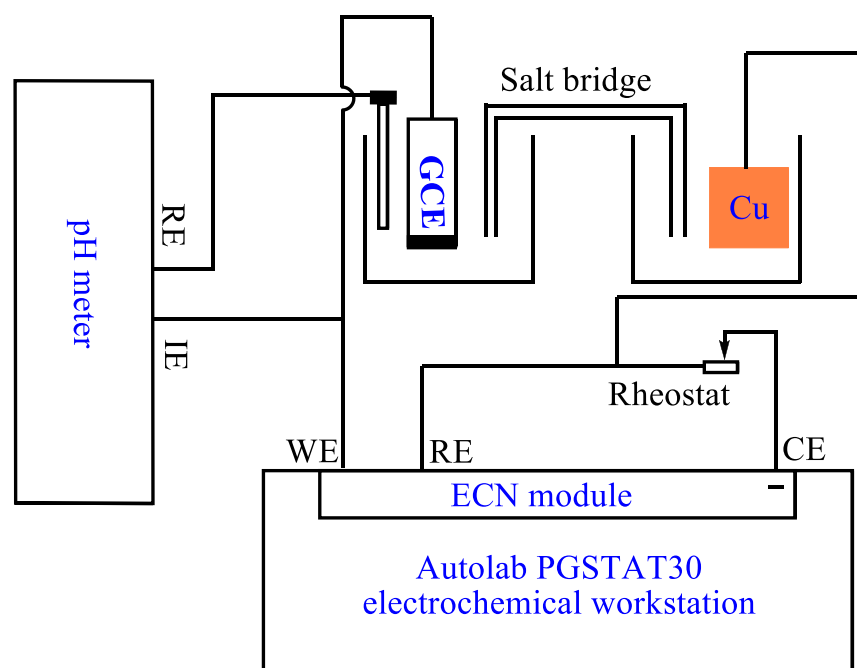 Salt bridge
GCE
Cu
pH meter
RE
IE
Rheostat
WE
RE
CE
ECN module
Autolab PGSTAT30
electrochemical workstation